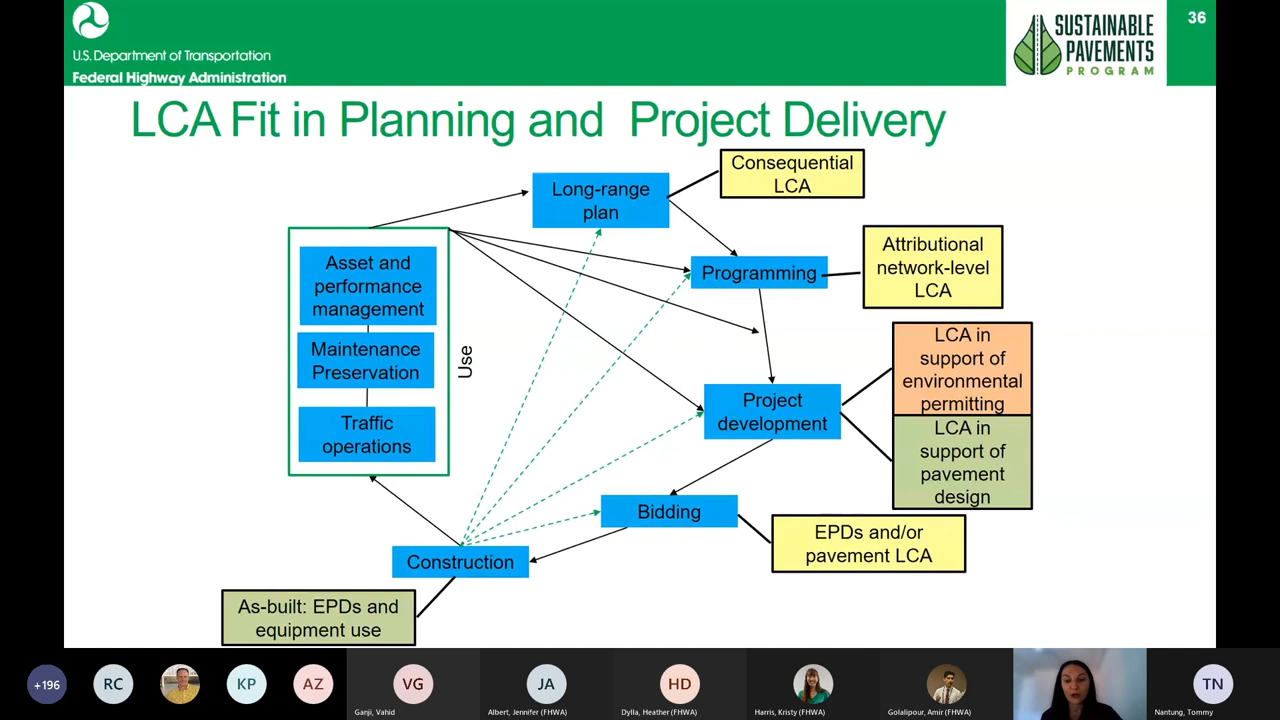 U.S. Department of Transportation
Federal Highway Administration
SUSTAINABLE
PAVEMENTS
PROGRAM
36
LCA Fit in Planning and Project Delivery
Long-range
plan
Consequential
LCA
Programming
Attributional
network-level
LCA
Asset and
performance
management
Maintenance
Preservation
Traffic
operations
Use
Project
development
LCA in
support of
environmental
permitting
LCA in
support of
pavement
design
Bidding
EPDs and/or
pavement LCA
Construction
As-built: EPDs and
equipment use
+196
RC
KP
AZ
VG
Ganji, Vahid
JA
Albert, Jennifer (FHWA)
HD
Dylla, Heather (FHWA)
Harris, Kristy (FHWA)
Golalipour, Amir (FHWA)
TN
Nantung, Tommy